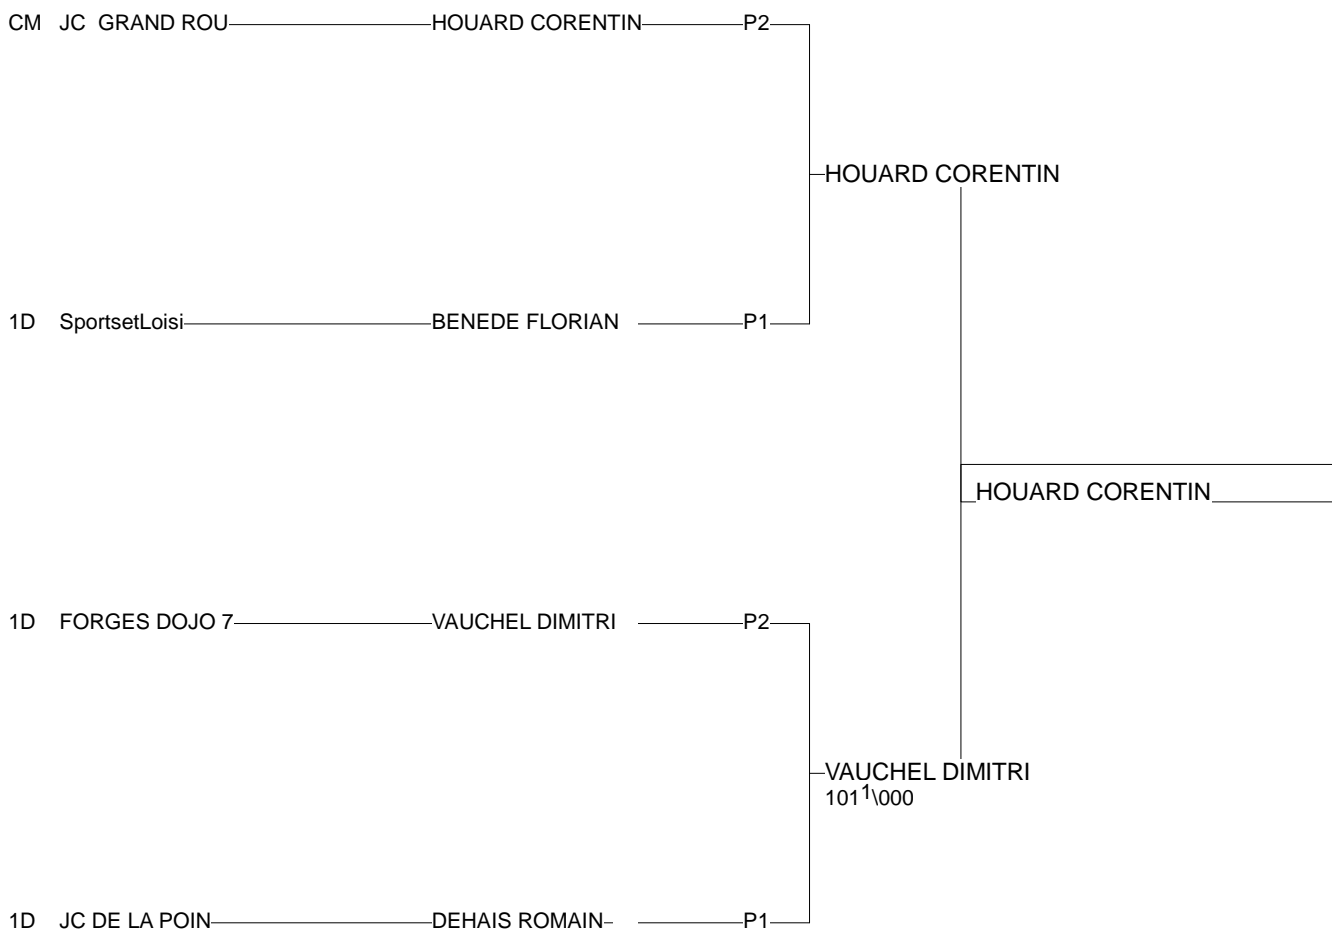 CM JC GRAND ROU HOUARD CORENTIN P2
HOUARD CORENTIN
1D SportsetLoisi BENEDE FLORIAN P1
HOUARD CORENTIN
1D FORGES DOJO 7 VAUCHEL DIMITRI P2
VAUCHEL DIMITRI
101¹\000
1D JC DE LA POIN DEHAIS ROMAIN P1